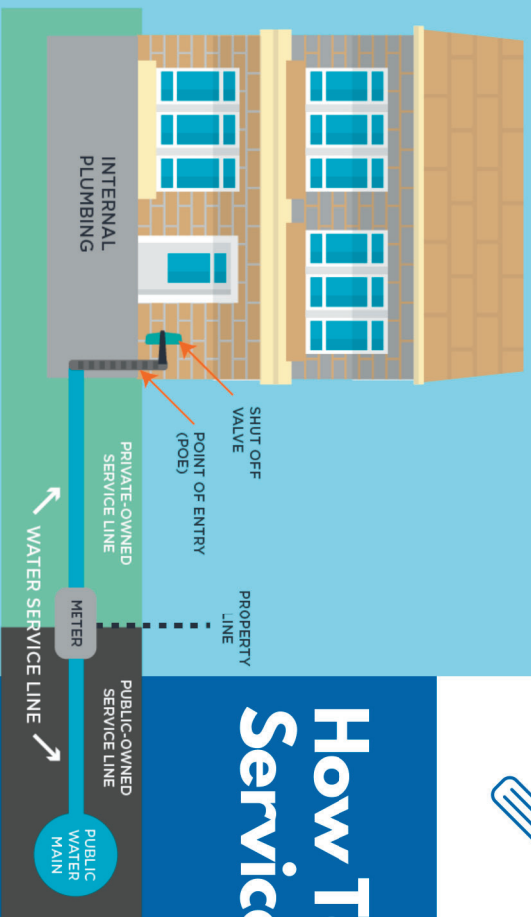 How T
Service
SHUT OFF
VALVE
POINT OF ENTRY
(POE)
PROPERTY
LINE
INTERNAL
PLUMBING
PRIVATE-OWNED
SERVICE LINE
PUBLIC-OWNED
SERVICE LINE
METER
WATER SERVICE LINE
PUBLIC
WATER
MAIN